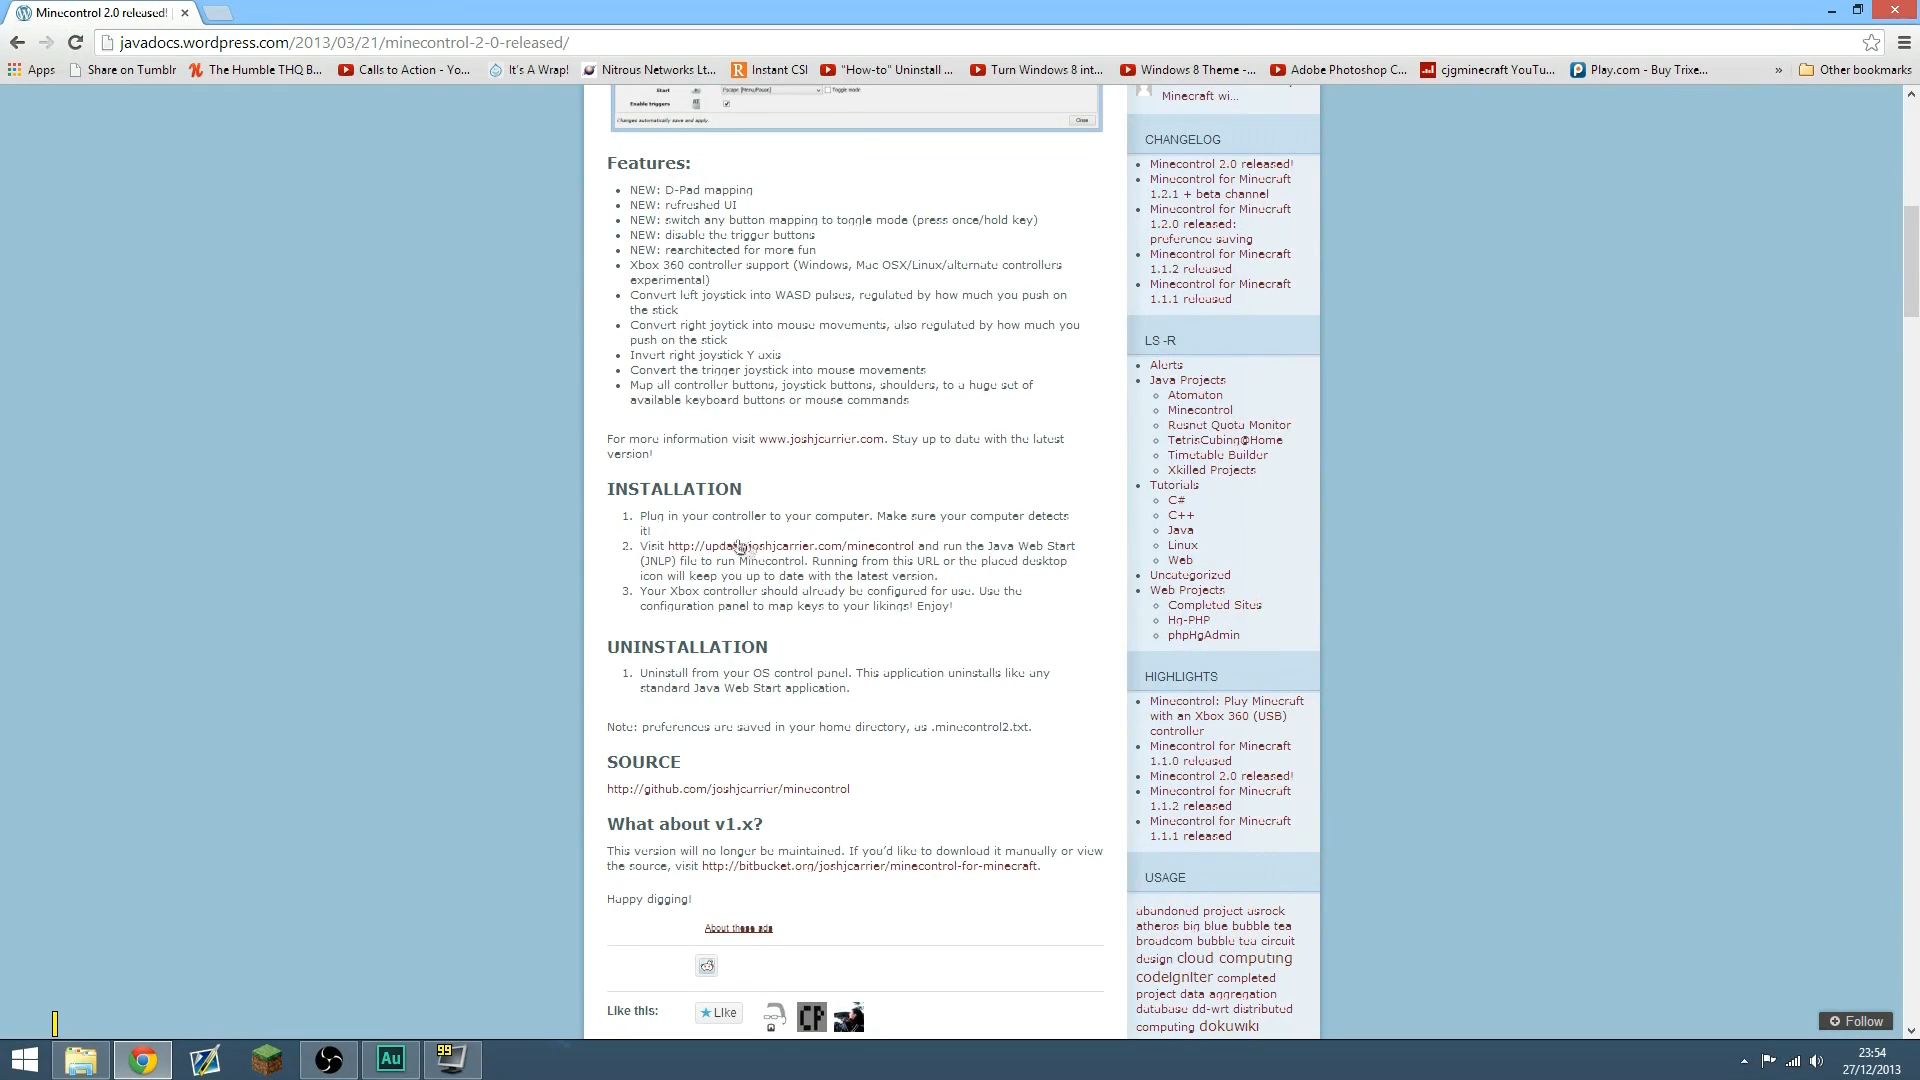 Minecontrol 2.0 released!
javadocs.wordpress.com/2013/03/21/minecontrol-2-0-released/
Apps
Share on Tumblr
The Humble THQ B...
Calls to Action - Yo...
It's A Wrap!
Nitrous Networks Lt...
Instant CSI
"How-to" Uninstall ...
Turn Windows 8 int...
Windows 8 Theme -...
Adobe Photoshop C...
cjgminecraft YouTu...
Play.com - Buy Trixe...
»
Other bookmarks
Start
Escape [Menu/Pause]
Toggle mode
Enable triggers
Changes automatically save and apply.
Close
Features:
NEW: D-Pad mapping
NEW: refreshed UI
NEW: switch any button mapping to toggle mode (press once/hold key)
NEW: disable the trigger buttons
NEW: rearchitected for more fun
Xbox 360 controller support (Windows, Mac OSX/Linux/alternate controllers
experimental)
Convert left joystick into WASD pulses, regulated by how much you push on
the stick
Convert right joytick into mouse movements, also regulated by how much you
push on the stick
Invert right joystick Y axis
Convert the trigger joystick into mouse movements
Map all controller buttons, joystick buttons, shoulders, to a huge set of
available keyboard buttons or mouse commands
For more information visit www.joshjcarrier.com. Stay up to date with the latest
version!
INSTALLATION
1. Plug in your controller to your computer. Make sure your computer detects
it!
2. Visit http://update.joshjcarrier.com/minecontrol and run the Java Web Start
(JNLP) file to run Minecontrol. Running from this URL or the placed desktop
icon will keep you up to date with the latest version.
3. Your Xbox controller should already be configured for use. Use the
configuration panel to map keys to your likings! Enjoy!
UNINSTALLATION
1. Uninstall from your OS control panel. This application uninstalls like any
standard Java Web Start application.
Note: preferences are saved in your home directory, as .minecontrol2.txt.
SOURCE
http://github.com/joshjcarrier/minecontrol
What about v1.x?
This version will no longer be maintained. If you'd like to download it manually or view
the source, visit http://bitbucket.org/joshjcarrier/minecontrol-for-minecraft.
Happy digging!
About these ads
Like this:
Like
CF
Minecraft wi...
CHANGELOG
Minecontrol 2.0 released!
Minecontrol for Minecraft
1.2.1 + beta channel
Minecontrol for Minecraft
1.2.0 released:
preference saving
Minecontrol for Minecraft
1.1.2 released
Minecontrol for Minecraft
1.1.1 released
LS -R
Alerts
Java Projects
Atomaton
Minecontrol
Resnet Quota Monitor
TetrisCubing@Home
Timetable Builder
Xkilled Projects
Tutorials
C#
C++
Java
Linux
Web
Uncategorized
Web Projects
Completed Sites
Hg-PHP
phpHgAdmin
HIGHLIGHTS
Minecontrol: Play Minecraft
with an Xbox 360 (USB)
controller
Minecontrol for Minecraft
1.1.0 released
Minecontrol 2.0 released!
Minecontrol for Minecraft
1.1.2 released
Minecontrol for Minecraft
1.1.1 released
USAGE
abandoned project asrock
atheros big blue bubble tea
broadcom bubble tea circuit
design cloud computing
codeigniter completed
project data aggregation
database dd-wrt distributed
computing dokuwiki
Follow
Au
99
23:54
27/12/2013